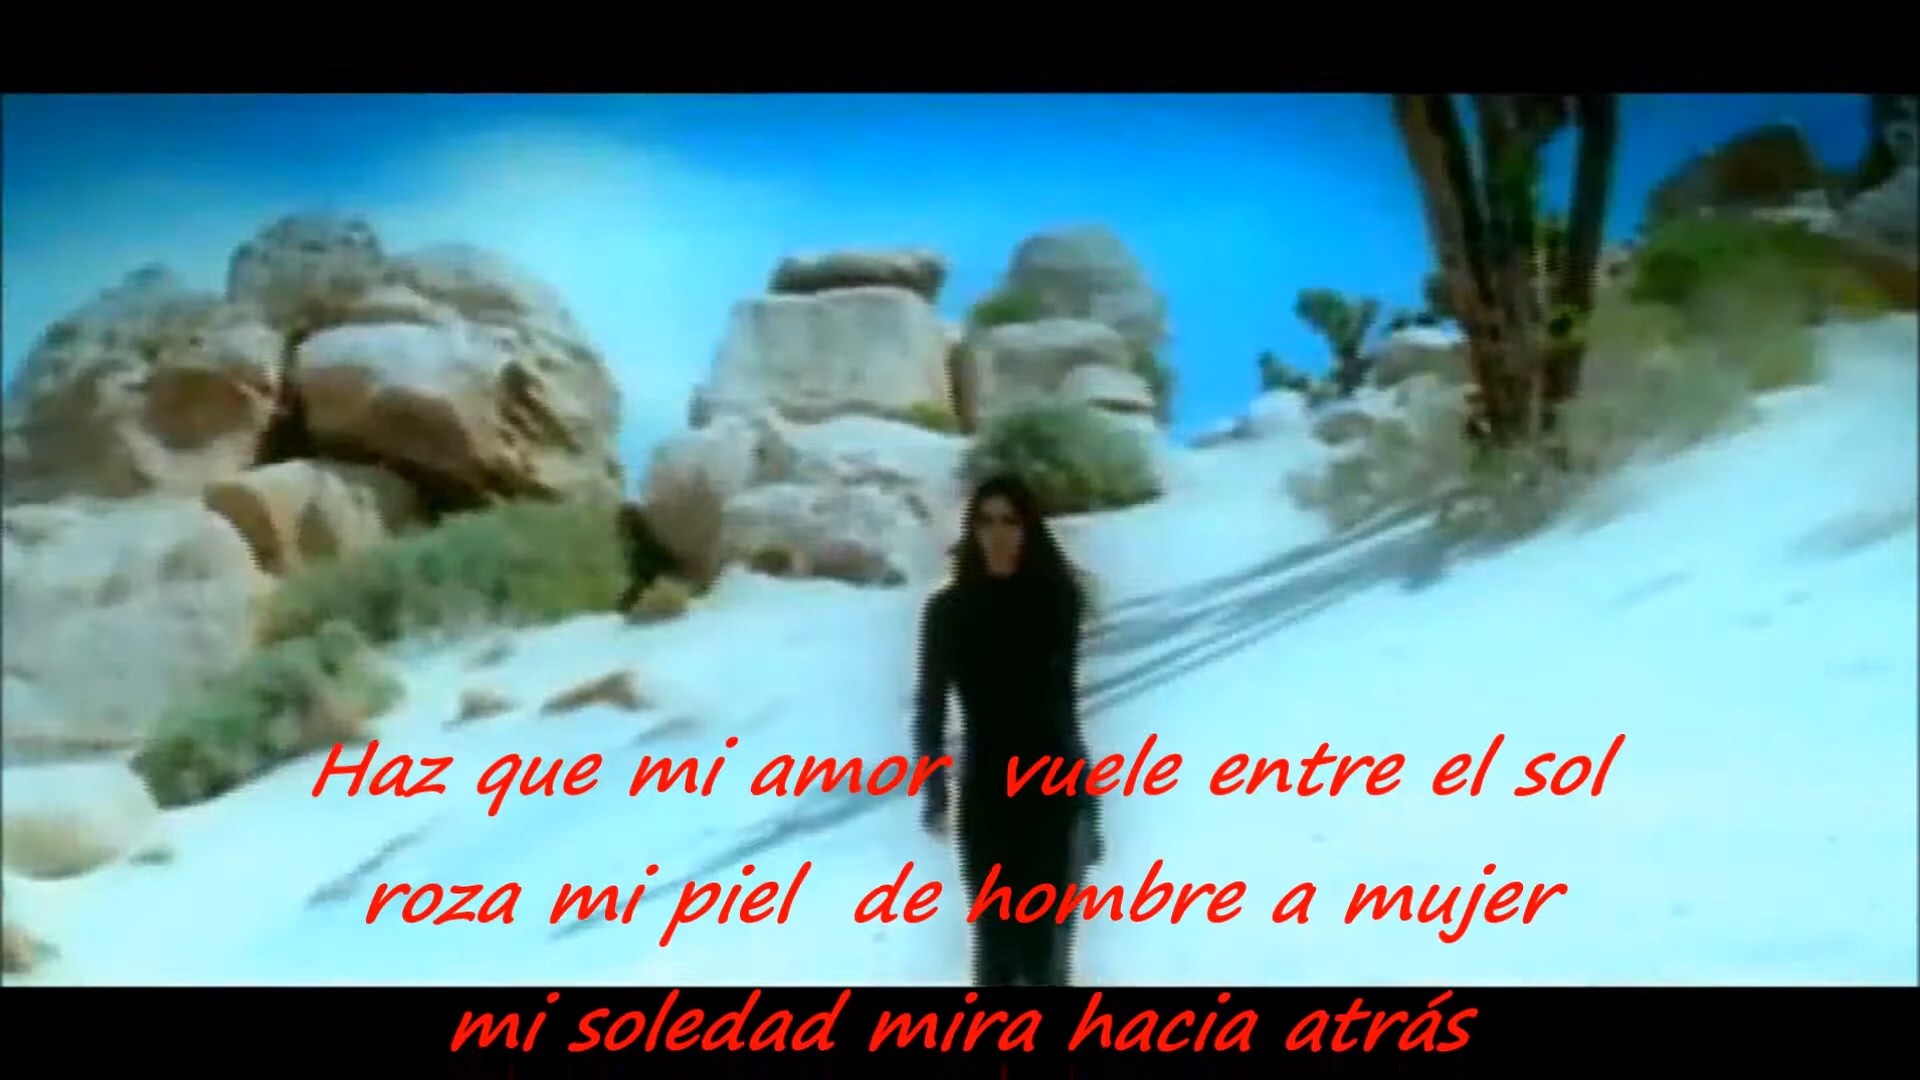 Haz que mi amor vuele entre el sol
roza mi piel de hombre a mujer
mi soledad mira hacia atrás